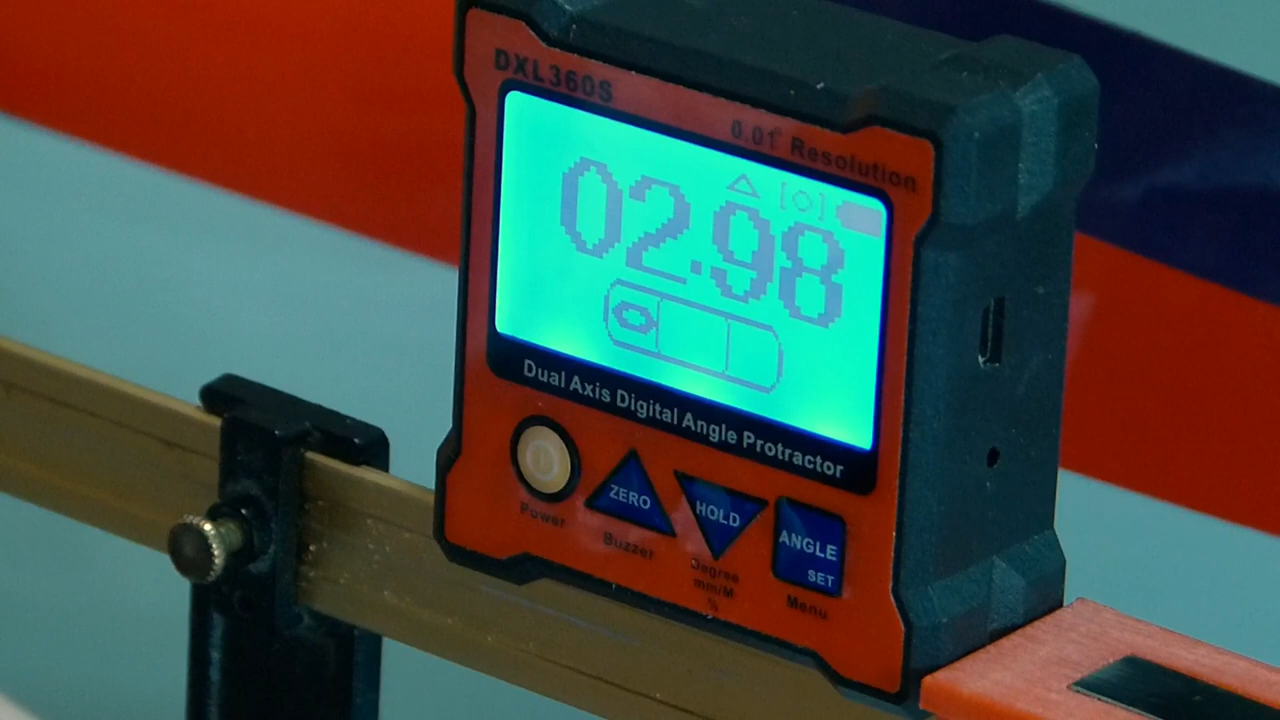 DXL360S
0.01° Resolution
02.98
Dual Axis Digital Angle Protractor
Power
ZERO
Buzzer
HOLD
Degree
mm/M
%
ANGLE
SET
Menu